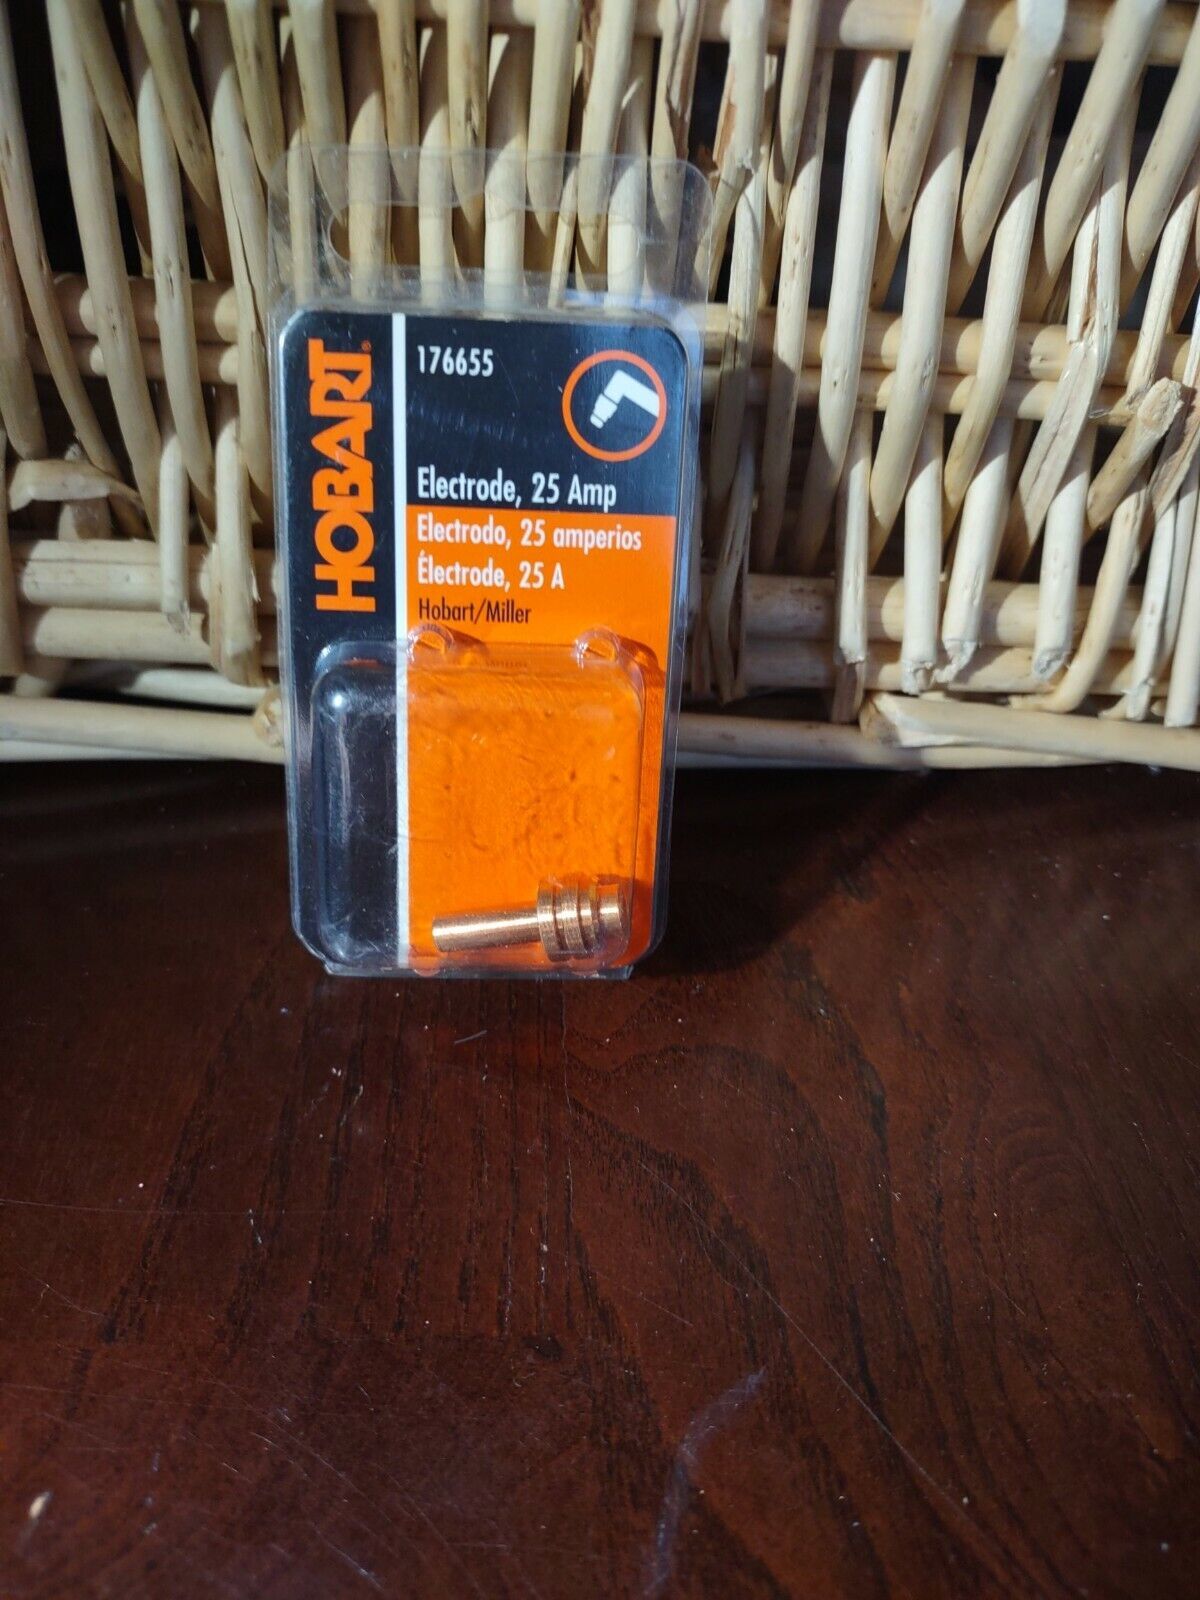 HOBART®
176655
Electrode, 25 Amp
Electrodo, 25 amperios
Électrode, 25 A
Hobart/Miller